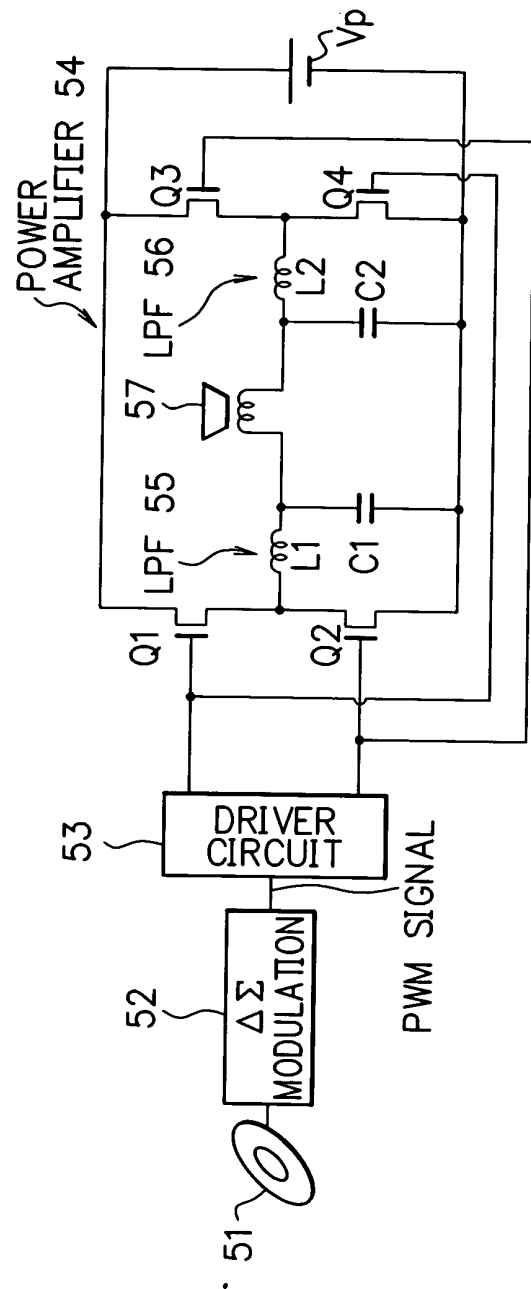 POWER
AMPLIFIER 54
LPF 55
57
LPF 56
Q1
Q3
L1
L2
Vp
Q2
C1
C2
Q4
53
DRIVER
CIRCUIT
52
ΔΣ
MODULATION
51
PWM SIGNAL